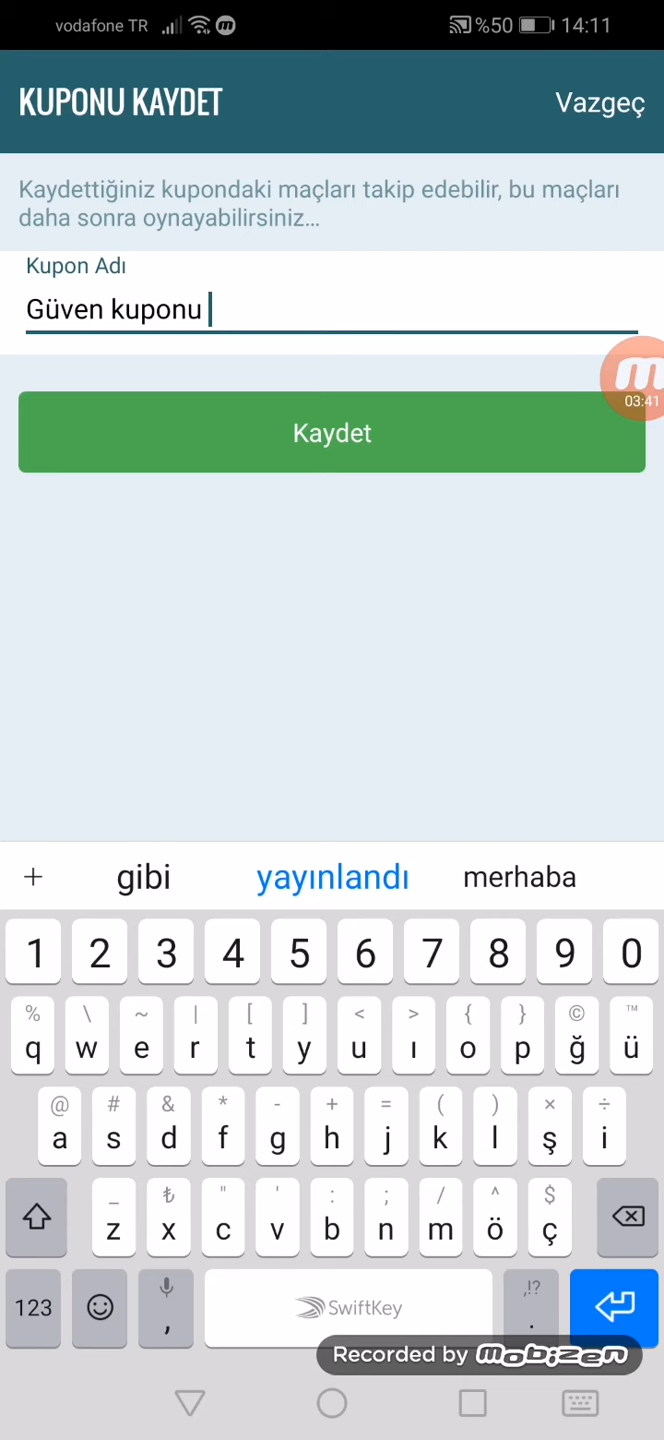 vodafone TR %50 14:11
KUPONU KAYDET Vazgeç
Kaydettiğiniz kupondaki maçları takip edebilir, bu maçları
daha sonra oynayabilirsiniz...
Kupon Adı
Güven kuponu
03:41
Kaydet
+ gibi yayınlandı merhaba
1 2 3 4 5 6 7 8 9 0
% \ ~ | [ ] < > { } © ™
q w e r t y u ı o p ğ ü
@ # & * - + = ( ) × ÷
a s d f g h j k l ş i
_ ₺ " ' : ; / ^ $
z x c v b n m ö ç
123 , SwiftKey ,!? .
Recorded by mobizen